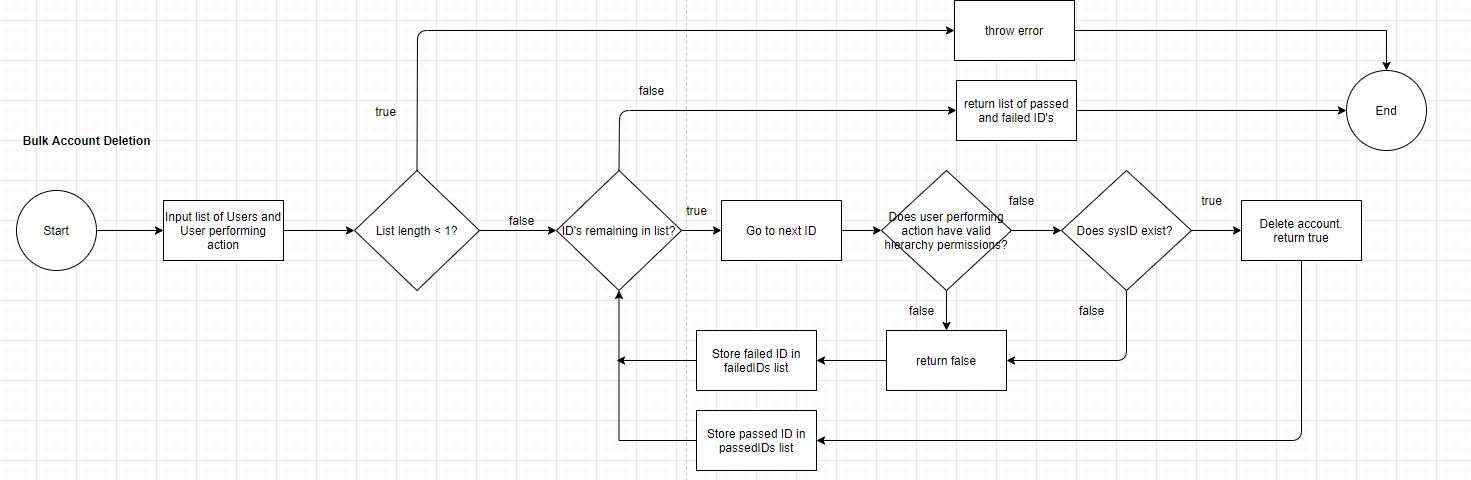 throw error
false
true
return list of passed
and failed ID's
End
Bulk Account Deletion
Start
Input list of Users and
User performing
action
List length < 1?
false
ID's remaining in list?
true
Go to next ID
Does user performing
action have valid
hierarchy permissions?
false
Does sysID exist?
true
Delete account.
return true
false
false
Store failed ID in
failedIDs list
return false
Store passed ID in
passedIDs list